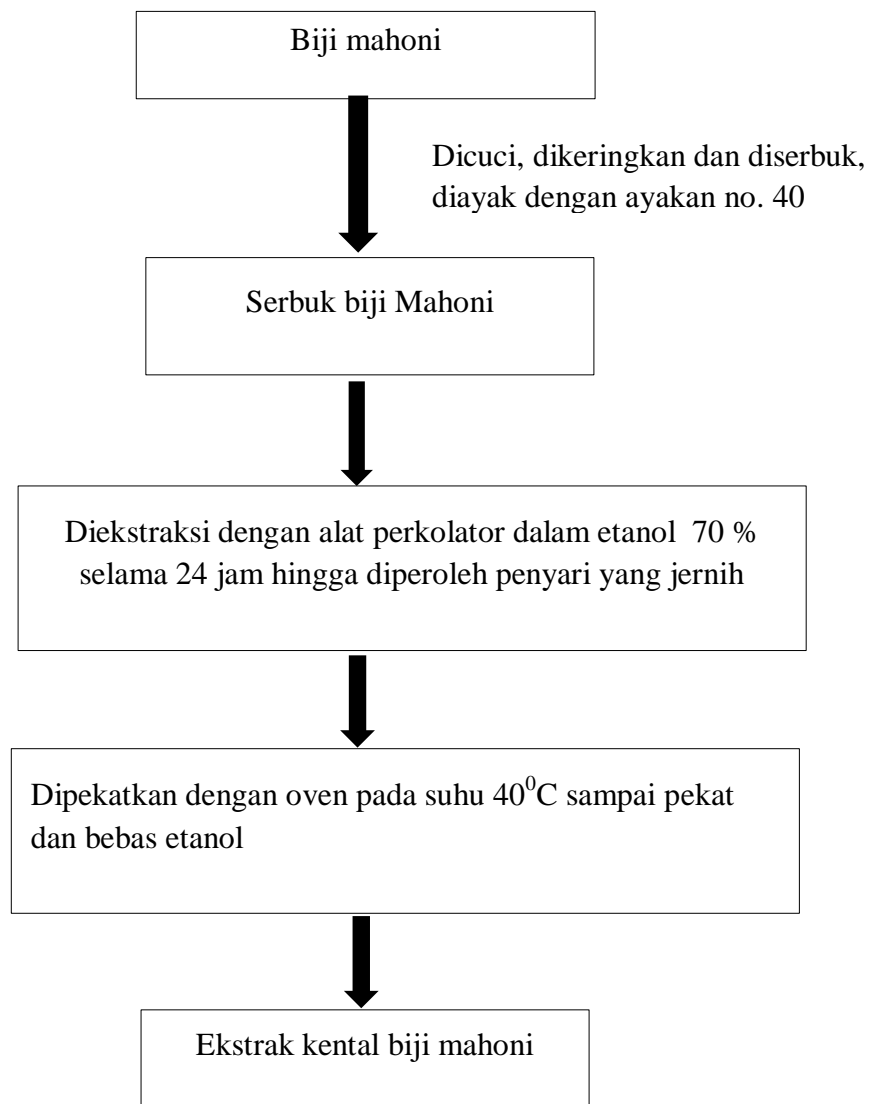 Biji mahoni
Dicuci, dikeringkan dan diserbuk,
diayak dengan ayakan no. 40
Serbuk biji Mahoni
Diekstraksi dengan alat perkolator dalam etanol  70 %
selama 24 jam hingga diperoleh penyari yang jernih
Dipekatkan dengan oven pada suhu 40⁰C sampai pekat
dan bebas etanol
Ekstrak kental biji mahoni